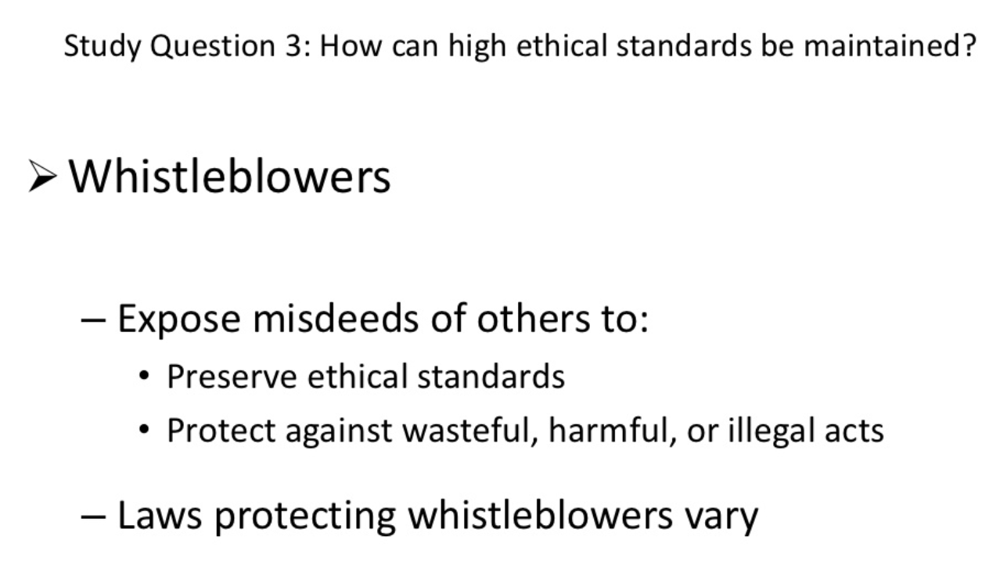 Study Question 3: How can high ethical standards be maintained?
➢ Whistleblowers
– Expose misdeeds of others to:
• Preserve ethical standards
• Protect against wasteful, harmful, or illegal acts
– Laws protecting whistleblowers vary